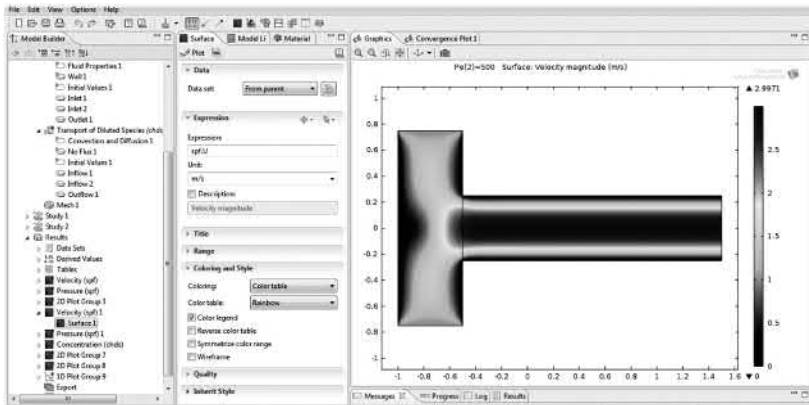 File Edit View Options Help
Model Builder
Fluid Properties 1
Wall 1
Initial Values 1
Inlet 1
Inlet 2
Outlet 1
Transport of Diluted Species (chds)
Convection and Diffusion 1
No Flux 1
Initial Values 1
Inflow 1
Inflow 2
Outflow 1
Mesh 1
Study 1
Study 2
Results
Data Sets
Derived Values
Tables
Velocity (spf)
Pressure (spf)
2D Plot Group 3
Velocity (spf) 1
Surface 1
Pressure (spf) 1
Concentration (chds)
2D Plot Group 7
2D Plot Group 8
1D Plot Group 9
Export
Surface Model Li Material
Plot
Data
Data set: From parent
Expression
Expression:
spf.U
Unit:
m/s
Description:
Velocity magnitude
Title
Range
Coloring and Style
Coloring: Color table
Color table: Rainbow
Color legend
Reverse color table
Symmetrize color range
Wireframe
Quality
Inherit Style
Graphics Convergence Plot 1
Pe(2)=500 Surface: Velocity magnitude (m/s)
▲ 2.9971
1
0.8
0.6
0.4
0.2
0
-0.2
-0.4
-0.6
-0.8
-1
-1 -0.8 -0.6 -0.4 -0.2 0 0.2 0.4 0.6 0.8 1 1.2 1.4 1.6
2.5
2
1.5
1
0.5
▼ 0
Messages Progress Log Results